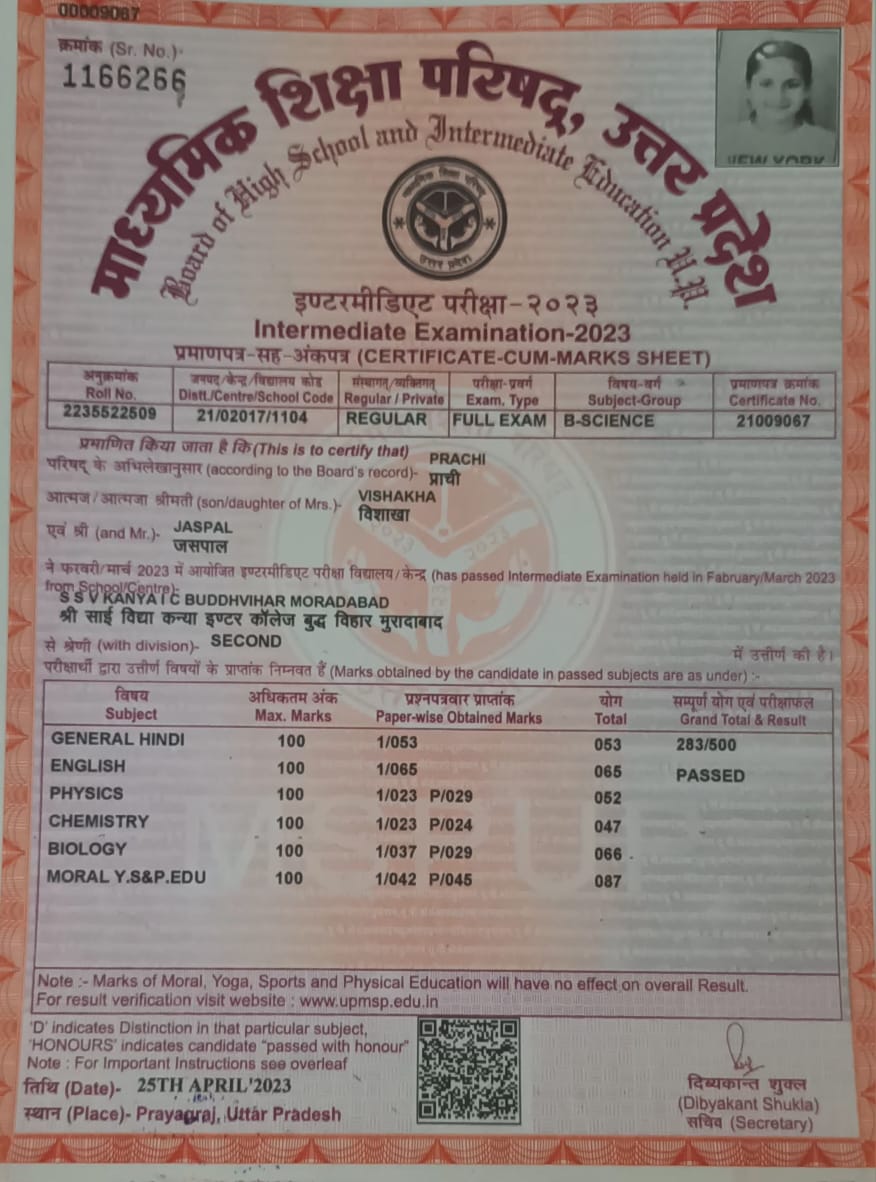 00009067
क्रमांक (Sr. No.)-
1166266
माध्यमिक शिक्षा परिषद्, उत्तर प्रदेश
Board of High School and Intermediate Education U.P.
माध्यमिक शिक्षा परिषद्
उत्तर प्रदेश
NEW YORK
इण्टरमीडिएट परीक्षा-२०२३
Intermediate Examination-2023
प्रमाणपत्र-सह-अंकपत्र (CERTIFICATE-CUM-MARKS SHEET)
अनुक्रमांक जनपद/केन्द्र/विद्यालय कोड संस्थागत/व्यक्तिगत परीक्षा-प्रवर्ग विषय-वर्ग प्रमाणपत्र क्रमांक
Roll No. Distt./Centre/School Code Regular / Private Exam. Type Subject-Group Certificate No.
2235522509 21/02017/1104 REGULAR FULL EXAM B-SCIENCE 21009067
प्रमाणित किया जाता है कि (This is to certify that)
परिषद् के अभिलेखानुसार (according to the Board's record)- PRACHI
प्राची
आत्मज/आत्मजा श्रीमती (son/daughter of Mrs.)- VISHAKHA
विशाखा
एवं श्री (and Mr.)- JASPAL
जसपाल
ने फरवरी/मार्च 2023 में आयोजित इण्टरमीडिएट परीक्षा विद्यालय/केन्द्र (has passed Intermediate Examination held in Fabruary/March 2023
from School/Centre)-
S S V KANYA I C BUDDHVIHAR MORADABAD
श्री साई विद्या कन्या इण्टर कॉलेज बुद्ध विहार मुरादाबाद
से श्रेणी (with division)- SECOND में उत्तीर्ण की है।
परीक्षार्थी द्वारा उत्तीर्ण विषयों के प्राप्तांक निम्नवत हैं (Marks obtained by the candidate in passed subjects are as under) :-
विषय अधिकतम अंक प्रश्नपत्रवार प्राप्तांक योग सम्पूर्ण योग एवं परीक्षाफल
Subject Max. Marks Paper-wise Obtained Marks Total Grand Total & Result
GENERAL HINDI 100 1/053 053 283/500
ENGLISH 100 1/065 065 PASSED
PHYSICS 100 1/023 P/029 052
CHEMISTRY 100 1/023 P/024 047
BIOLOGY 100 1/037 P/029 066
MORAL Y.S&P.EDU 100 1/042 P/045 087
Note :- Marks of Moral, Yoga, Sports and Physical Education will have no effect on overall Result.
For result verification visit website : www.upmsp.edu.in
'D' indicates Distinction in that particular subject,
'HONOURS' indicates candidate "passed with honour"
Note : For Important Instructions see overleaf
तिथि (Date)- 25TH APRIL'2023
स्थान (Place)- Prayagraj, Uttar Pradesh
दिब्यकान्त शुक्ल
(Dibyakant Shukla)
सचिव (Secretary)